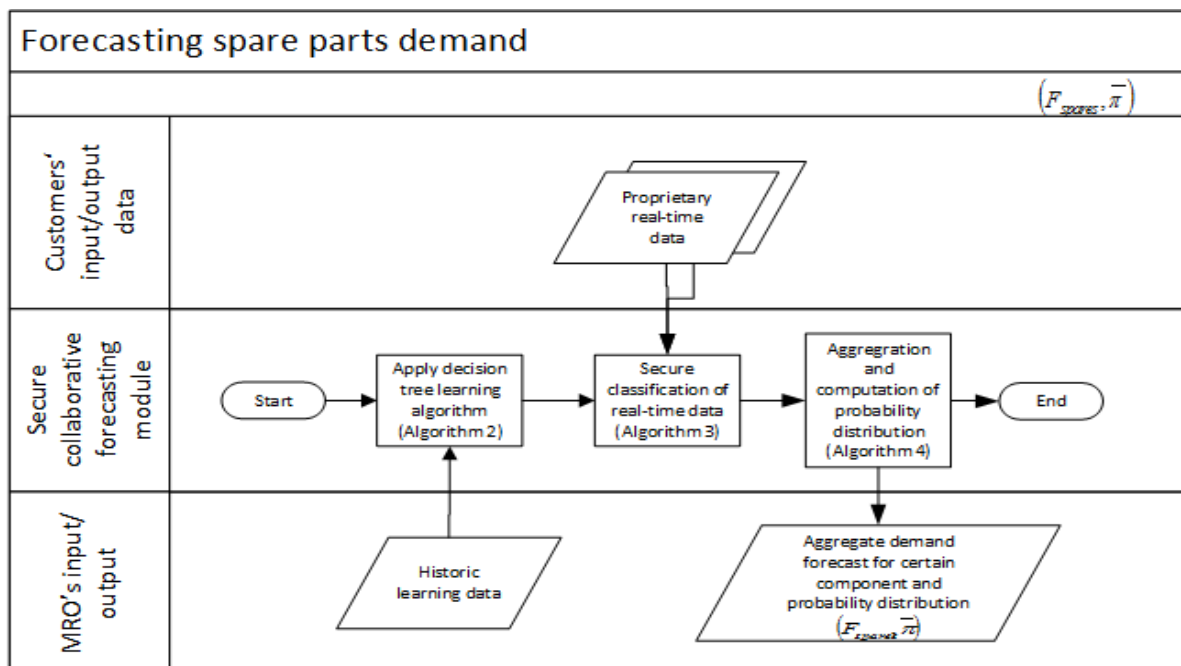 Forecasting spare parts demand
(F_spares, π̅)
Customers‘
input/output
data
Proprietary
real-time
data
Secure
collaborative
forecasting
module
Start
Apply decision
tree learning
algorithm
(Algorithm 2)
Secure
classification of
real-time data
(Algorithm 3)
Aggregration
and
computation of
probability
distribution
(Algorithm 4)
End
MRO's input/
output
Historic
learning data
Aggregate demand
forecast for certain
component and
probability distribution
(F_spares, π̅)